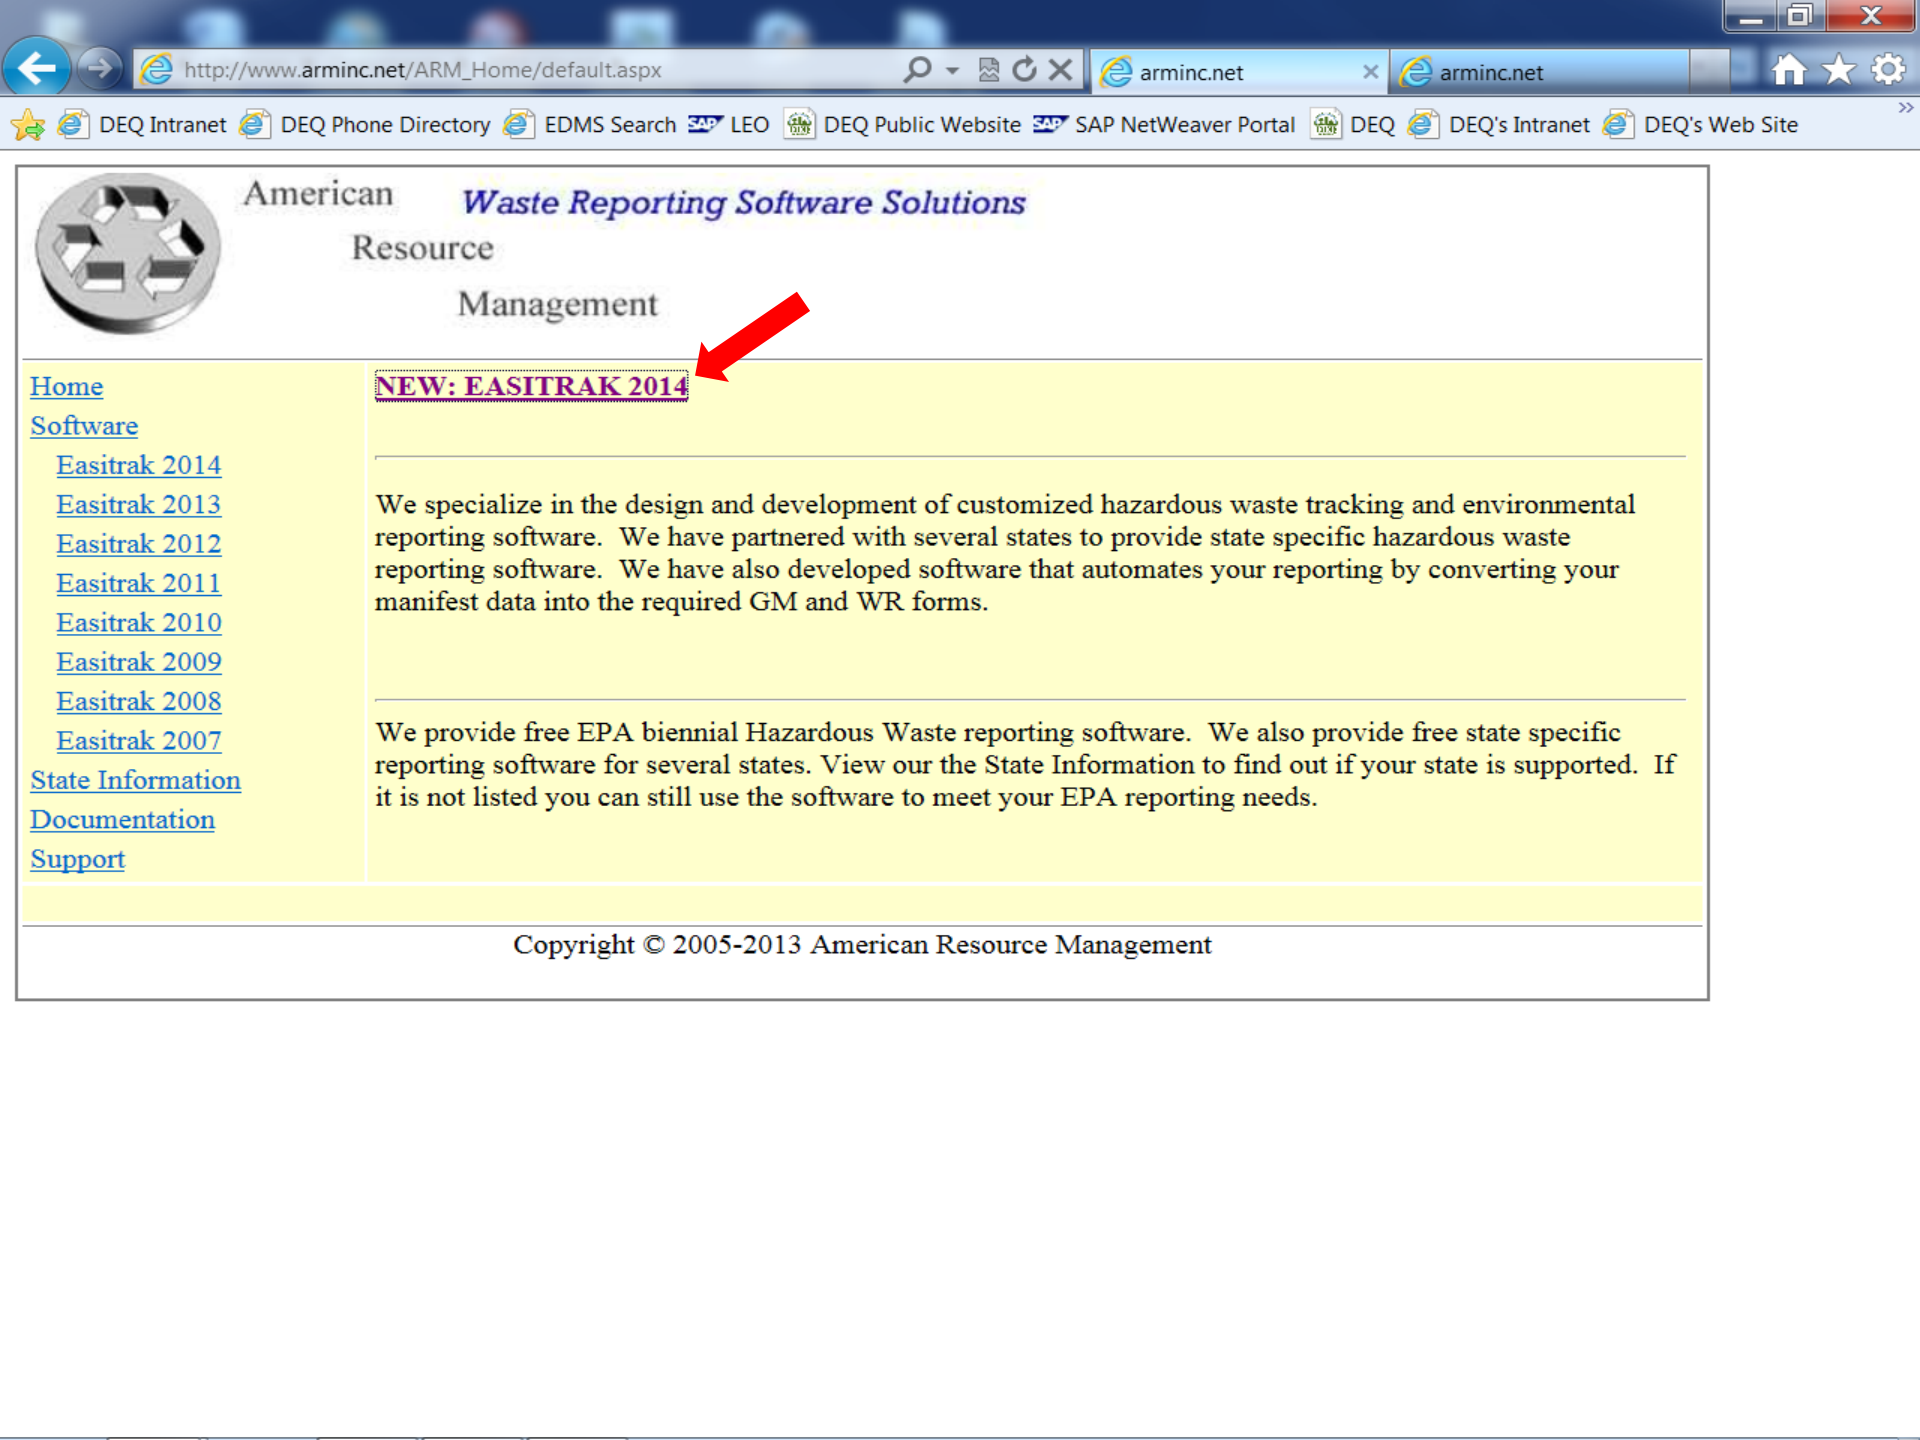 http://www.arminc.net/ARM_Home/default.aspx
arminc.net
arminc.net
DEQ Intranet DEQ Phone Directory EDMS Search SAP LEO DEQ Public Website SAP SAP NetWeaver Portal DEQ DEQ's Intranet DEQ's Web Site
American
Waste Reporting Software Solutions
Resource
Management
Home
Software
Easitrak 2014
Easitrak 2013
Easitrak 2012
Easitrak 2011
Easitrak 2010
Easitrak 2009
Easitrak 2008
Easitrak 2007
State Information
Documentation
Support
NEW: EASITRAK 2014
We specialize in the design and development of customized hazardous waste tracking and environmental
reporting software.  We have partnered with several states to provide state specific hazardous waste
reporting software.  We have also developed software that automates your reporting by converting your
manifest data into the required GM and WR forms.
We provide free EPA biennial Hazardous Waste reporting software.  We also provide free state specific
reporting software for several states. View our the State Information to find out if your state is supported.  If
it is not listed you can still use the software to meet your EPA reporting needs.
Copyright © 2005-2013 American Resource Management